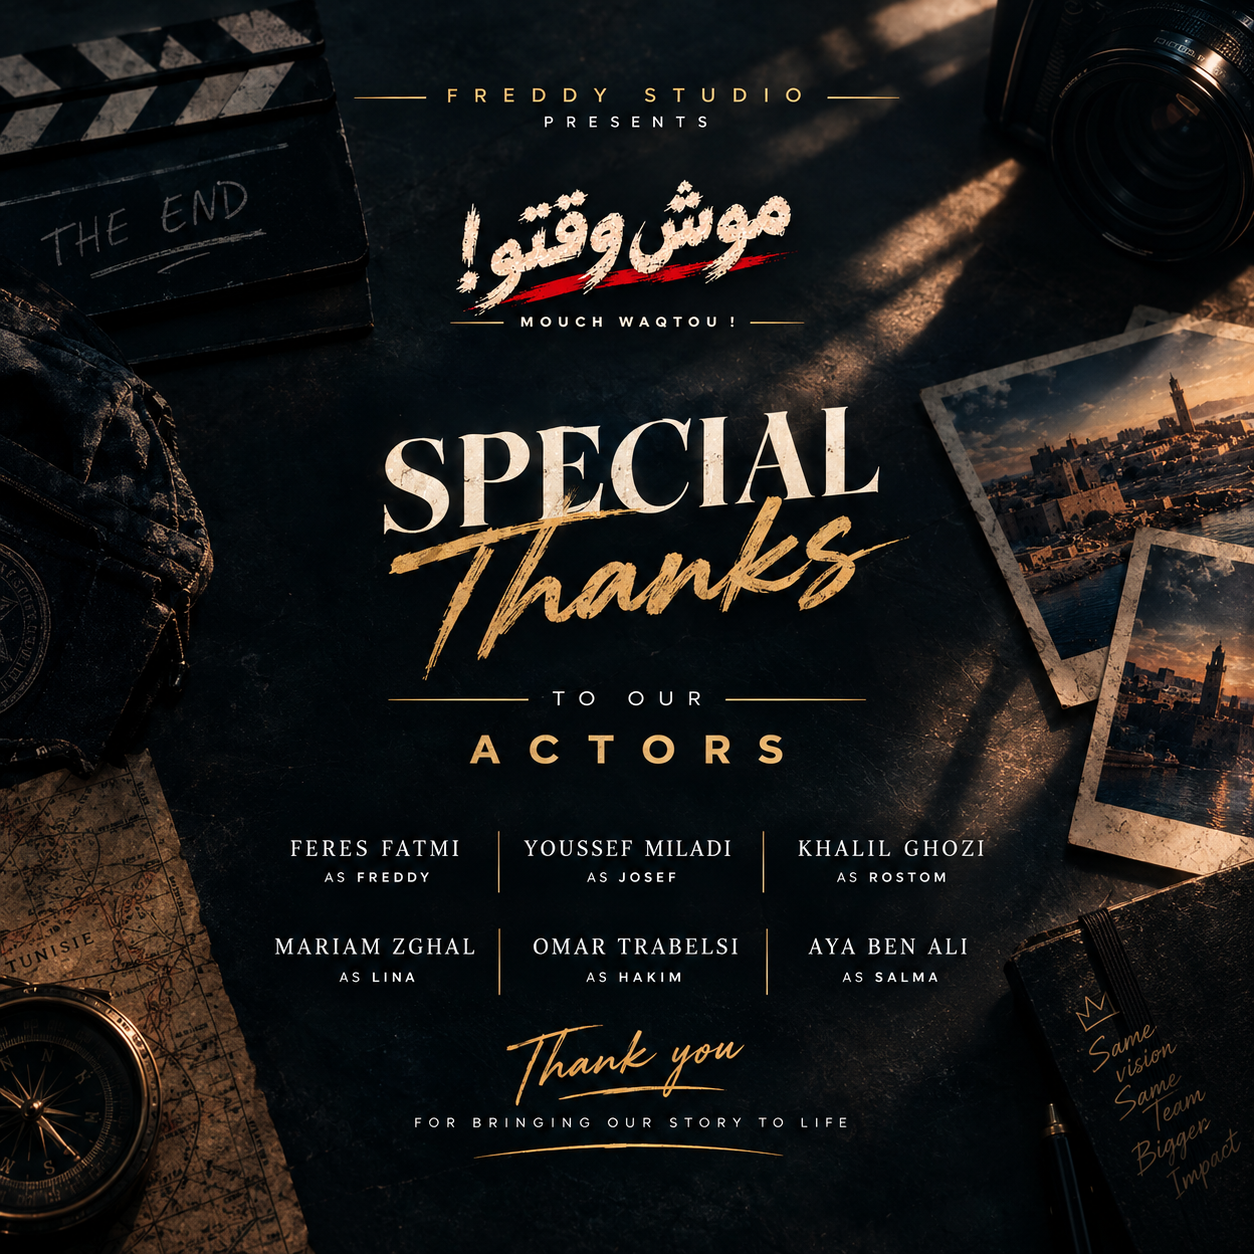 FREDDY STUDIO
PRESENTS
THE END
موش وقتو!
MOUCH WAQTOU !
SPECIAL
Thanks
TO OUR
ACTORS
FERES FATMI
AS FREDDY
YOUSSEF MILADI
AS JOSEF
KHALIL GHOZI
AS ROSTOM
MARIAM ZGHAL
AS LINA
OMAR TRABELSI
AS HAKIM
AYA BEN ALI
AS SALMA
TUNISIE
Thank you
FOR BRINGING OUR STORY TO LIFE
Same
vision
Same
Team
Bigger
Impact